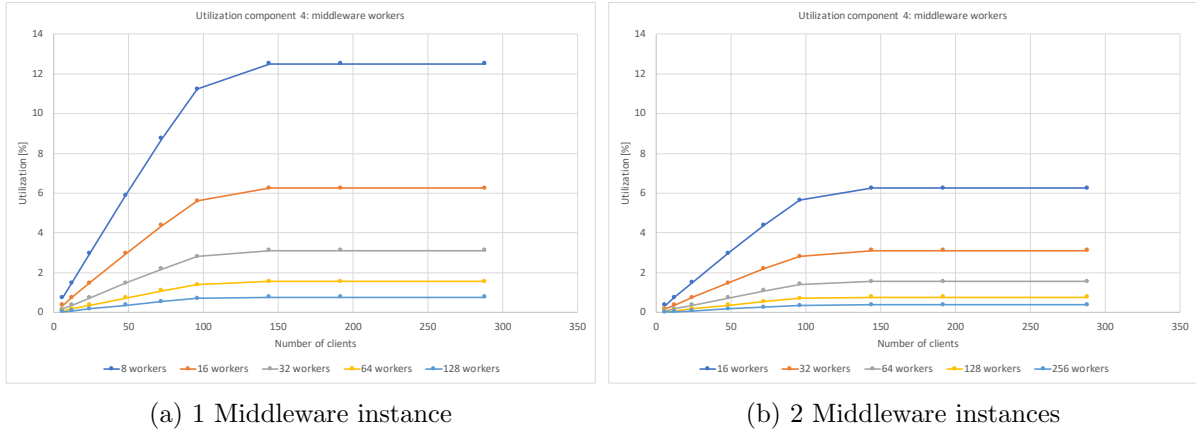 Utilization component 4: middleware workers
14
12
10
8
6
4
2
0
Utilization [%]
0 50 100 150 200 250 300 350
Number of clients
8 workers 16 workers 32 workers 64 workers 128 workers
(a) 1 Middleware instance
Utilization component 4: middleware workers
14
12
10
8
6
4
2
0
Utilization [%]
0 50 100 150 200 250 300 350
Number of clients
16 workers 32 workers 64 workers 128 workers 256 workers
(b) 2 Middleware instances